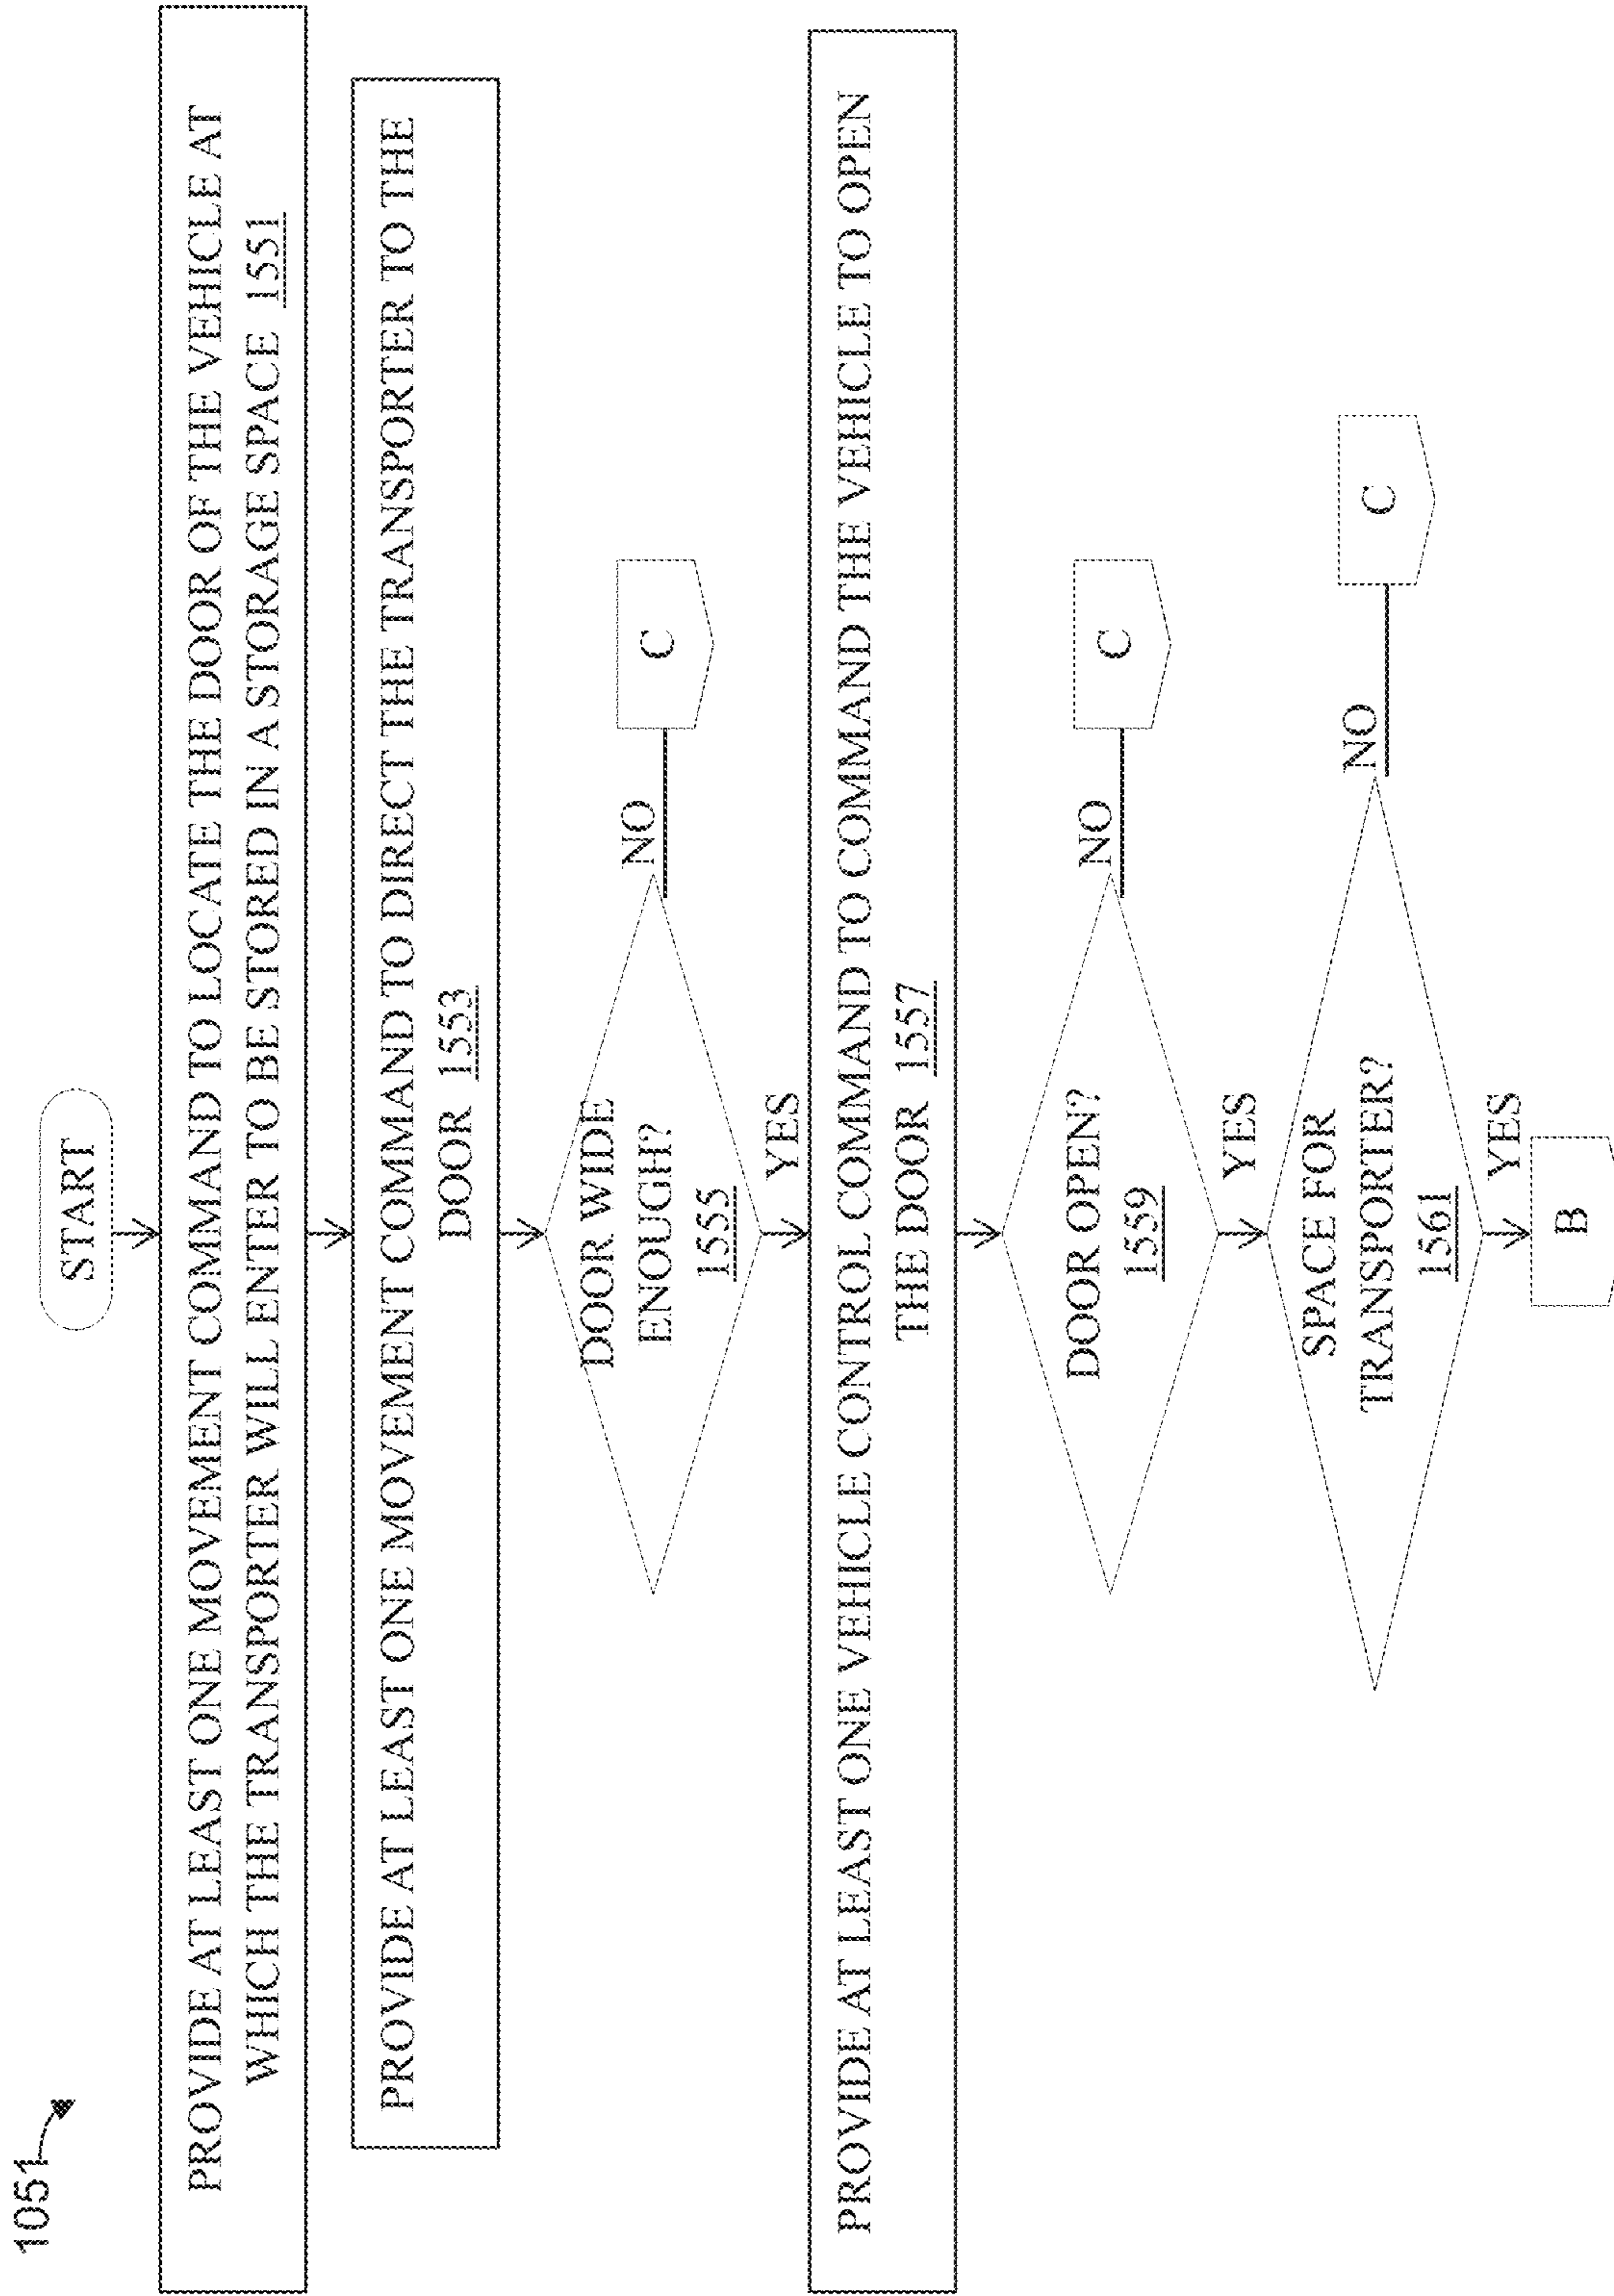 1051
START
PROVIDE AT LEAST ONE MOVEMENT COMMAND TO LOCATE THE DOOR OF THE VEHICLE AT
WHICH THE TRANSPORTER WILL ENTER TO BE STORED IN A STORAGE SPACE 1551
PROVIDE AT LEAST ONE MOVEMENT COMMAND TO DIRECT THE TRANSPORTER TO THE
DOOR 1553
DOOR WIDE
ENOUGH?
1555
NO
C
YES
PROVIDE AT LEAST ONE VEHICLE CONTROL COMMAND TO COMMAND THE VEHICLE TO OPEN
THE DOOR 1557
DOOR OPEN?
1559
NO
C
YES
SPACE FOR
TRANSPORTER?
1561
NO
C
YES
B